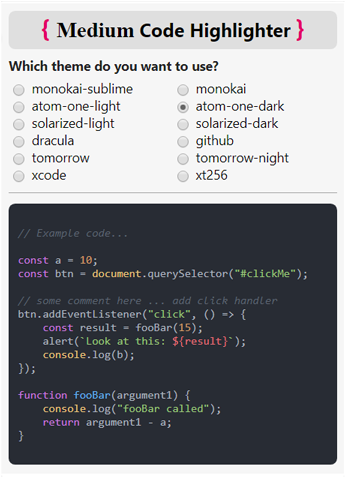 { Medium Code Highlighter }
Which theme do you want to use?
monokai-sublime monokai
atom-one-light atom-one-dark
solarized-light solarized-dark
dracula github
tomorrow tomorrow-night
xcode xt256
// Example code...
const a = 10;
const btn = document.querySelector("#clickMe");
// some comment here ... add click handler
btn.addEventListener("click", () => {
    const result = fooBar(15);
    alert(`Look at this: ${result}`);
    console.log(b);
});
function fooBar(argument1) {
    console.log("fooBar called");
    return argument1 - a;
}